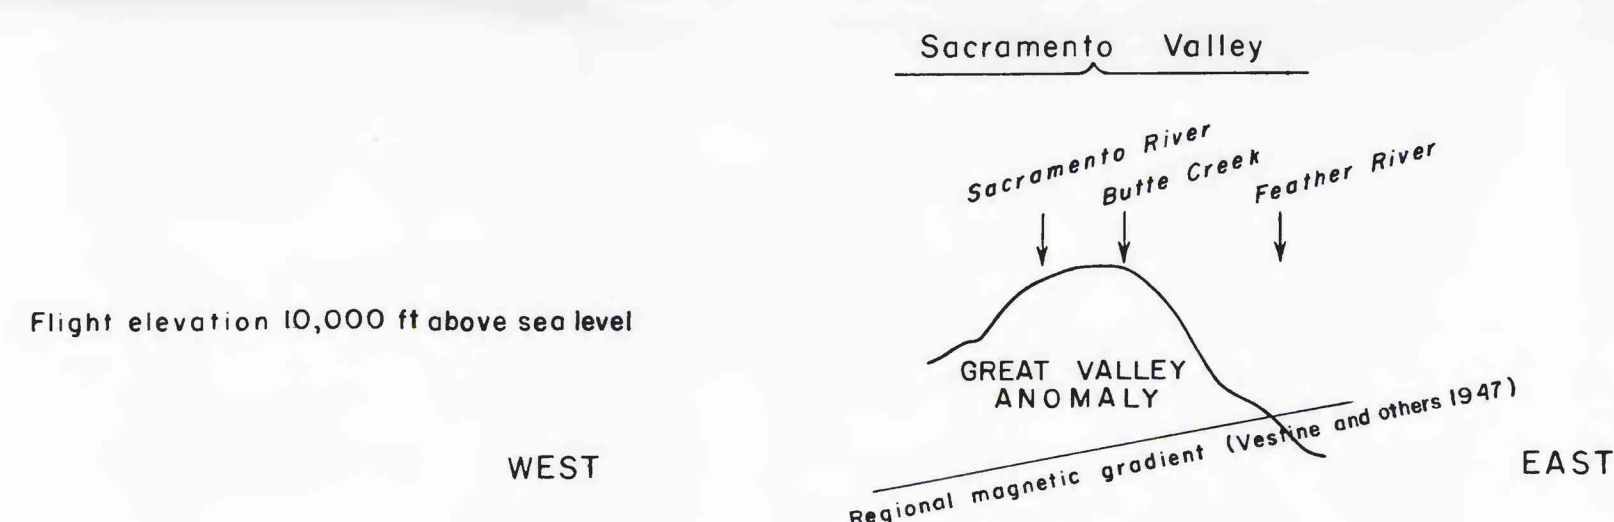 Sacramento Valley
Sacramento River
Butte Creek
Feather River
Flight elevation 10,000 ft above sea level
GREAT VALLEY
ANOMALY
Regional magnetic gradient (Vestine and others 1947)
WEST
EAST